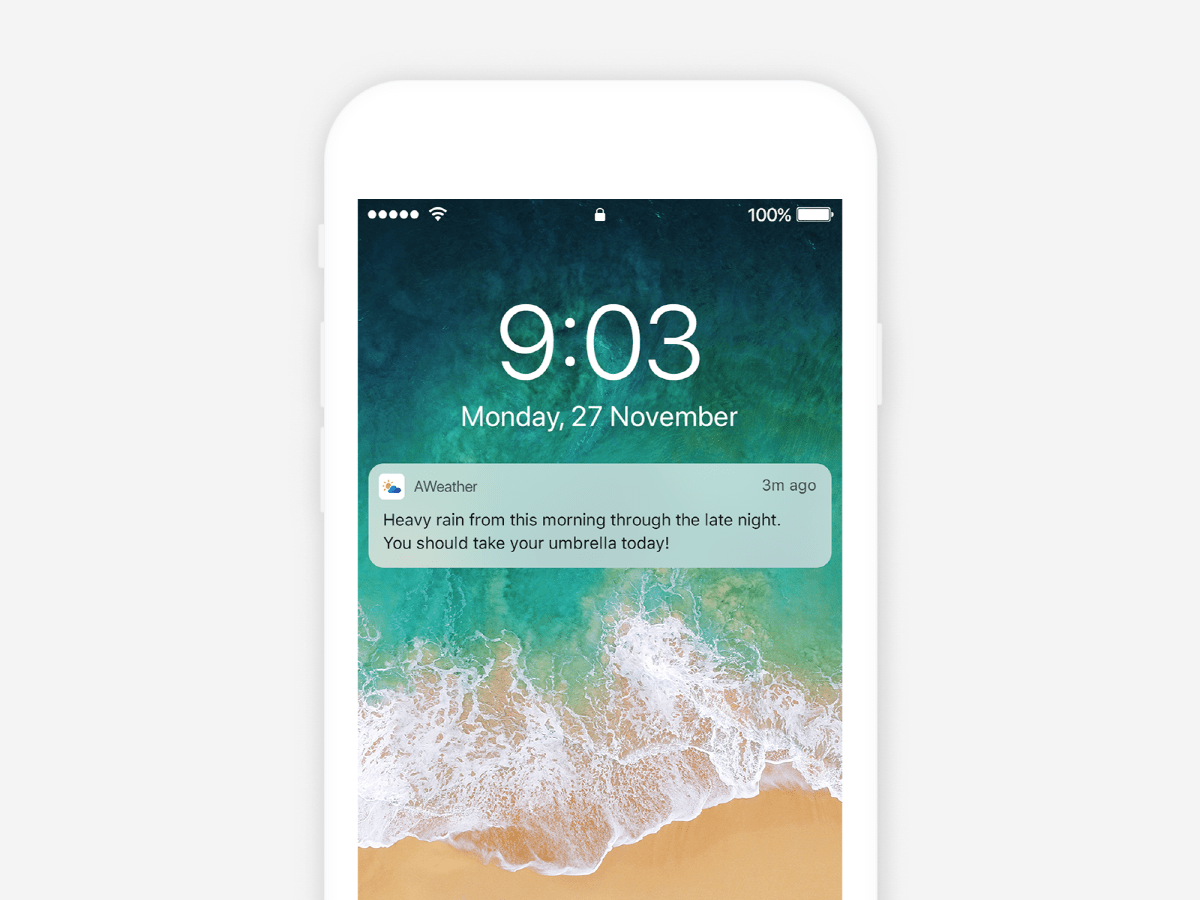 100%
9:03
Monday, 27 November
AWeather
3m ago
Heavy rain from this morning through the late night.
You should take your umbrella today!